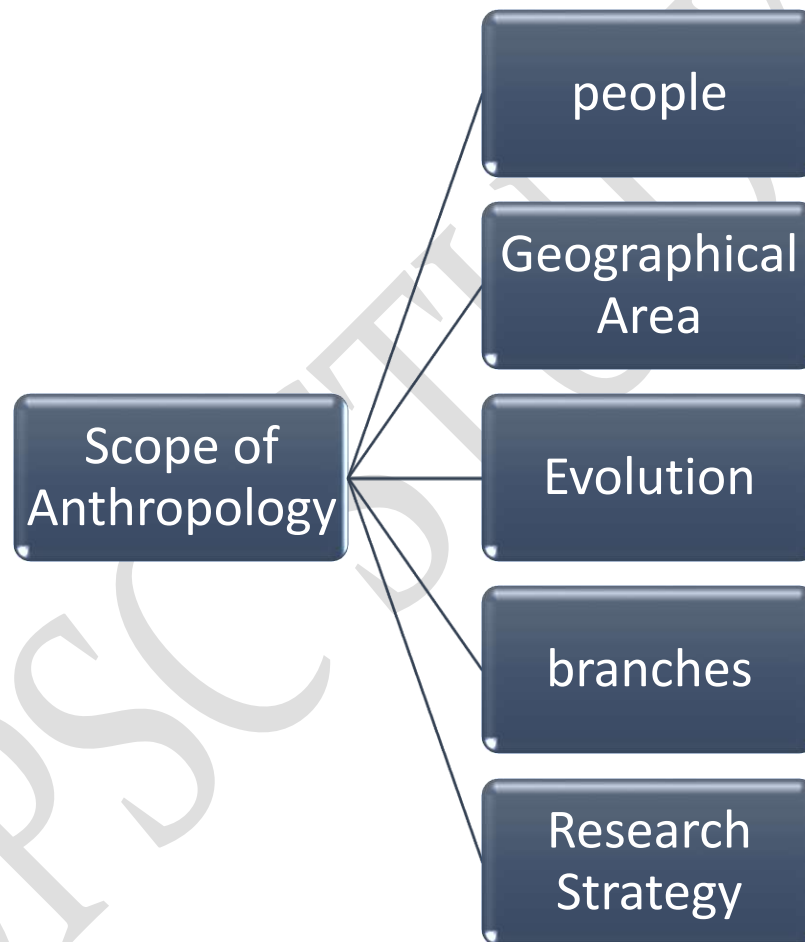 people
Geographical
Area
Scope of
Anthropology
Evolution
branches
Research
Strategy